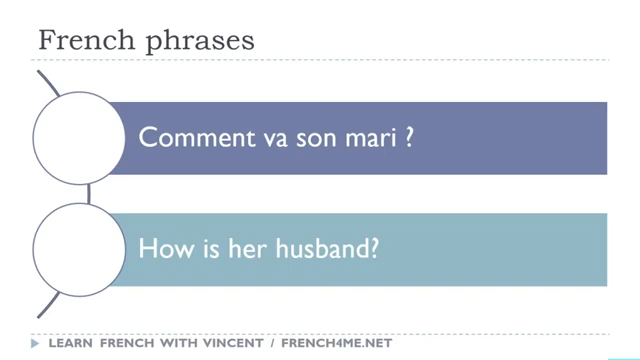 French phrases
Comment va son mari ?
How is her husband?
LEARN FRENCH WITH VINCENT / FRENCH4ME.NET